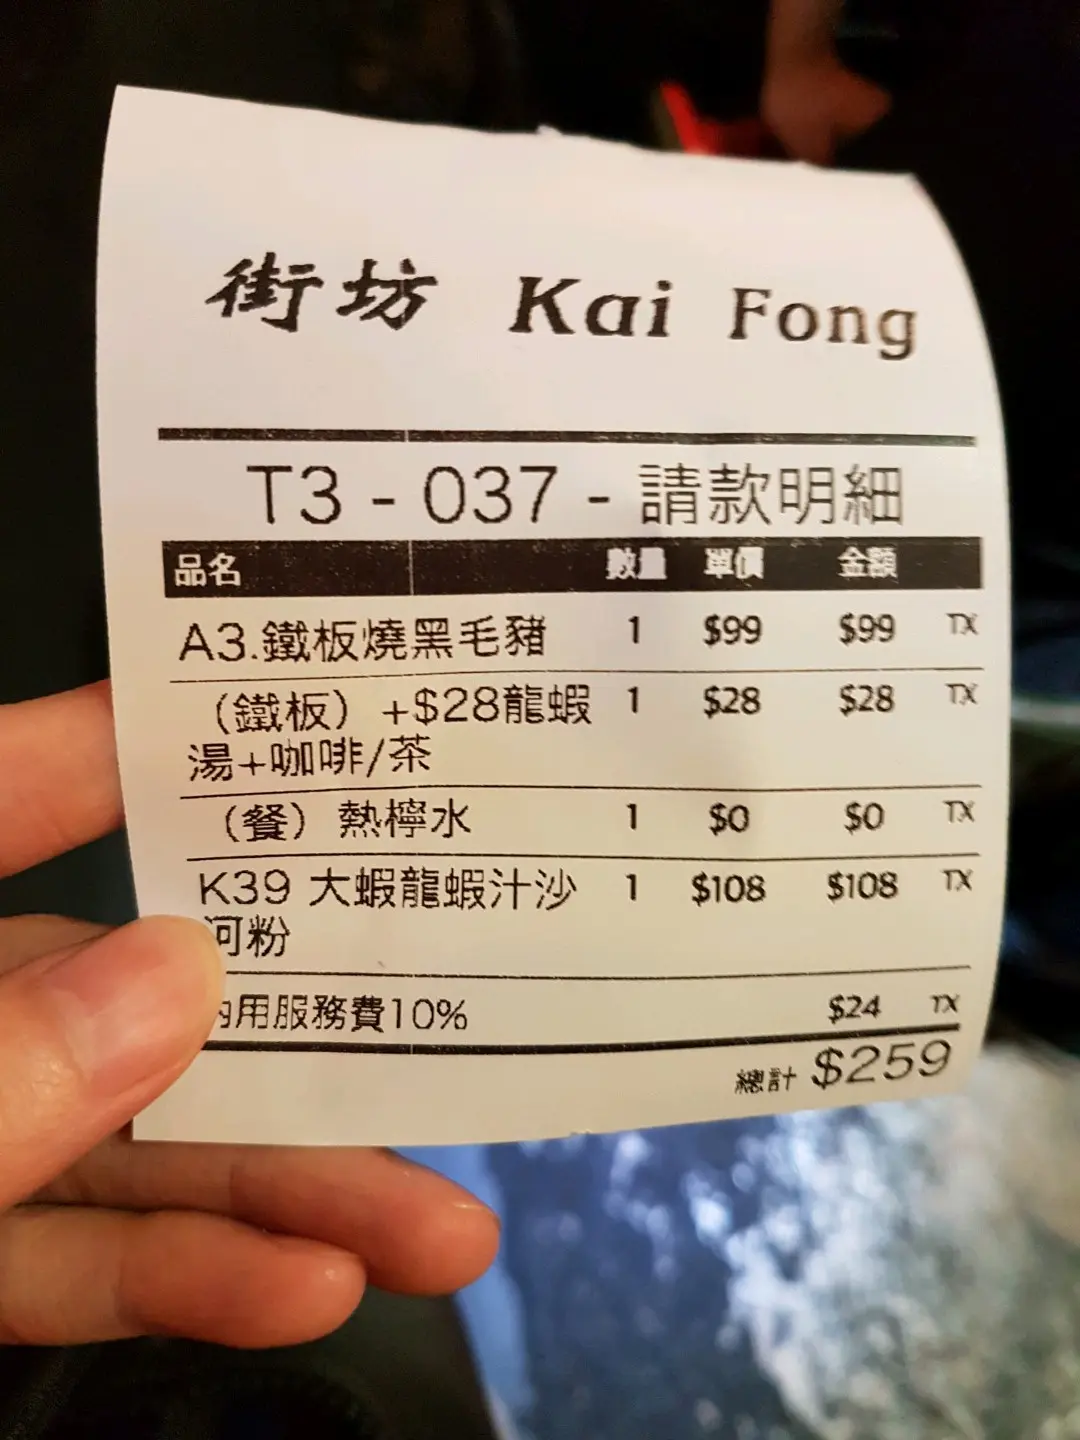 街坊 Kai Fong
T3 - 037 - 請款明細
品名 數量 單價 金額
A3.鐵板燒黑毛豬 1 $99 $99 TX
（鐵板） +$28龍蝦 1 $28 $28 TX
湯+咖啡/茶
（餐） 熱檸水 1 $0 $0 TX
K39 大蝦龍蝦汁沙 1 $108 $108 TX
河粉
內用服務費10% $24 TX
總計 $259